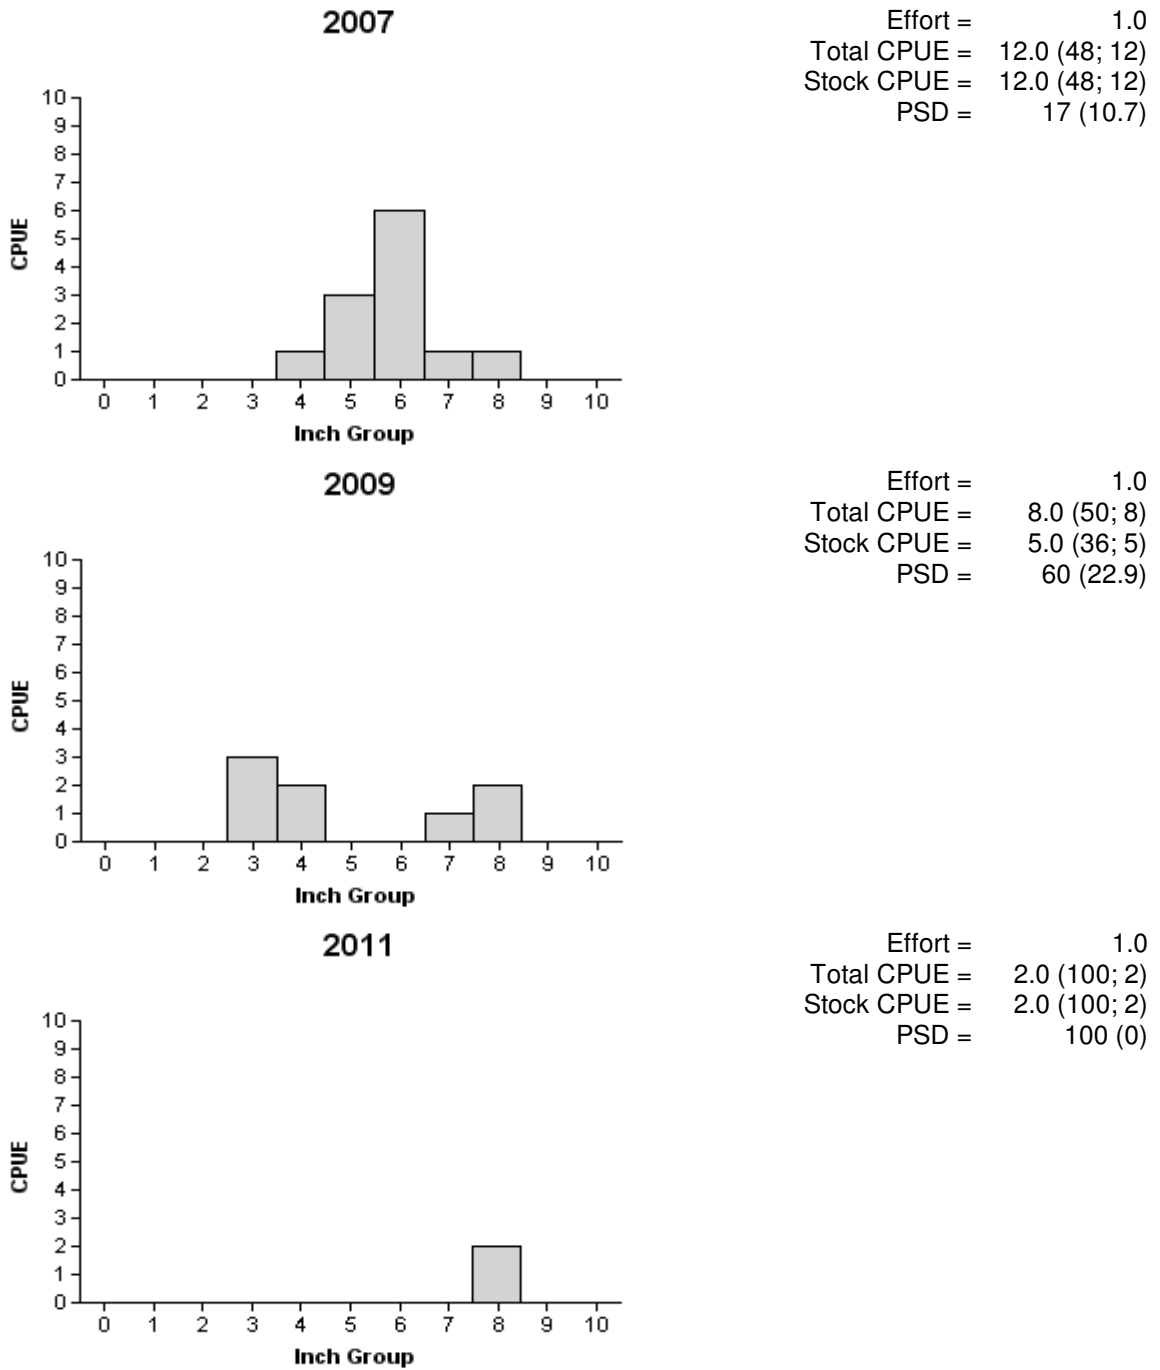 2007
Effort = 1.0
Total CPUE = 12.0 (48; 12)
Stock CPUE = 12.0 (48; 12)
PSD = 17 (10.7)
10
9
8
7
6
5
4
3
2
1
0
CPUE
0 1 2 3 4 5 6 7 8 9 10
Inch Group
2009
Effort = 1.0
Total CPUE = 8.0 (50; 8)
Stock CPUE = 5.0 (36; 5)
PSD = 60 (22.9)
10
9
8
7
6
5
4
3
2
1
0
CPUE
0 1 2 3 4 5 6 7 8 9 10
Inch Group
2011
Effort = 1.0
Total CPUE = 2.0 (100; 2)
Stock CPUE = 2.0 (100; 2)
PSD = 100 (0)
10
9
8
7
6
5
4
3
2
1
0
CPUE
0 1 2 3 4 5 6 7 8 9 10
Inch Group